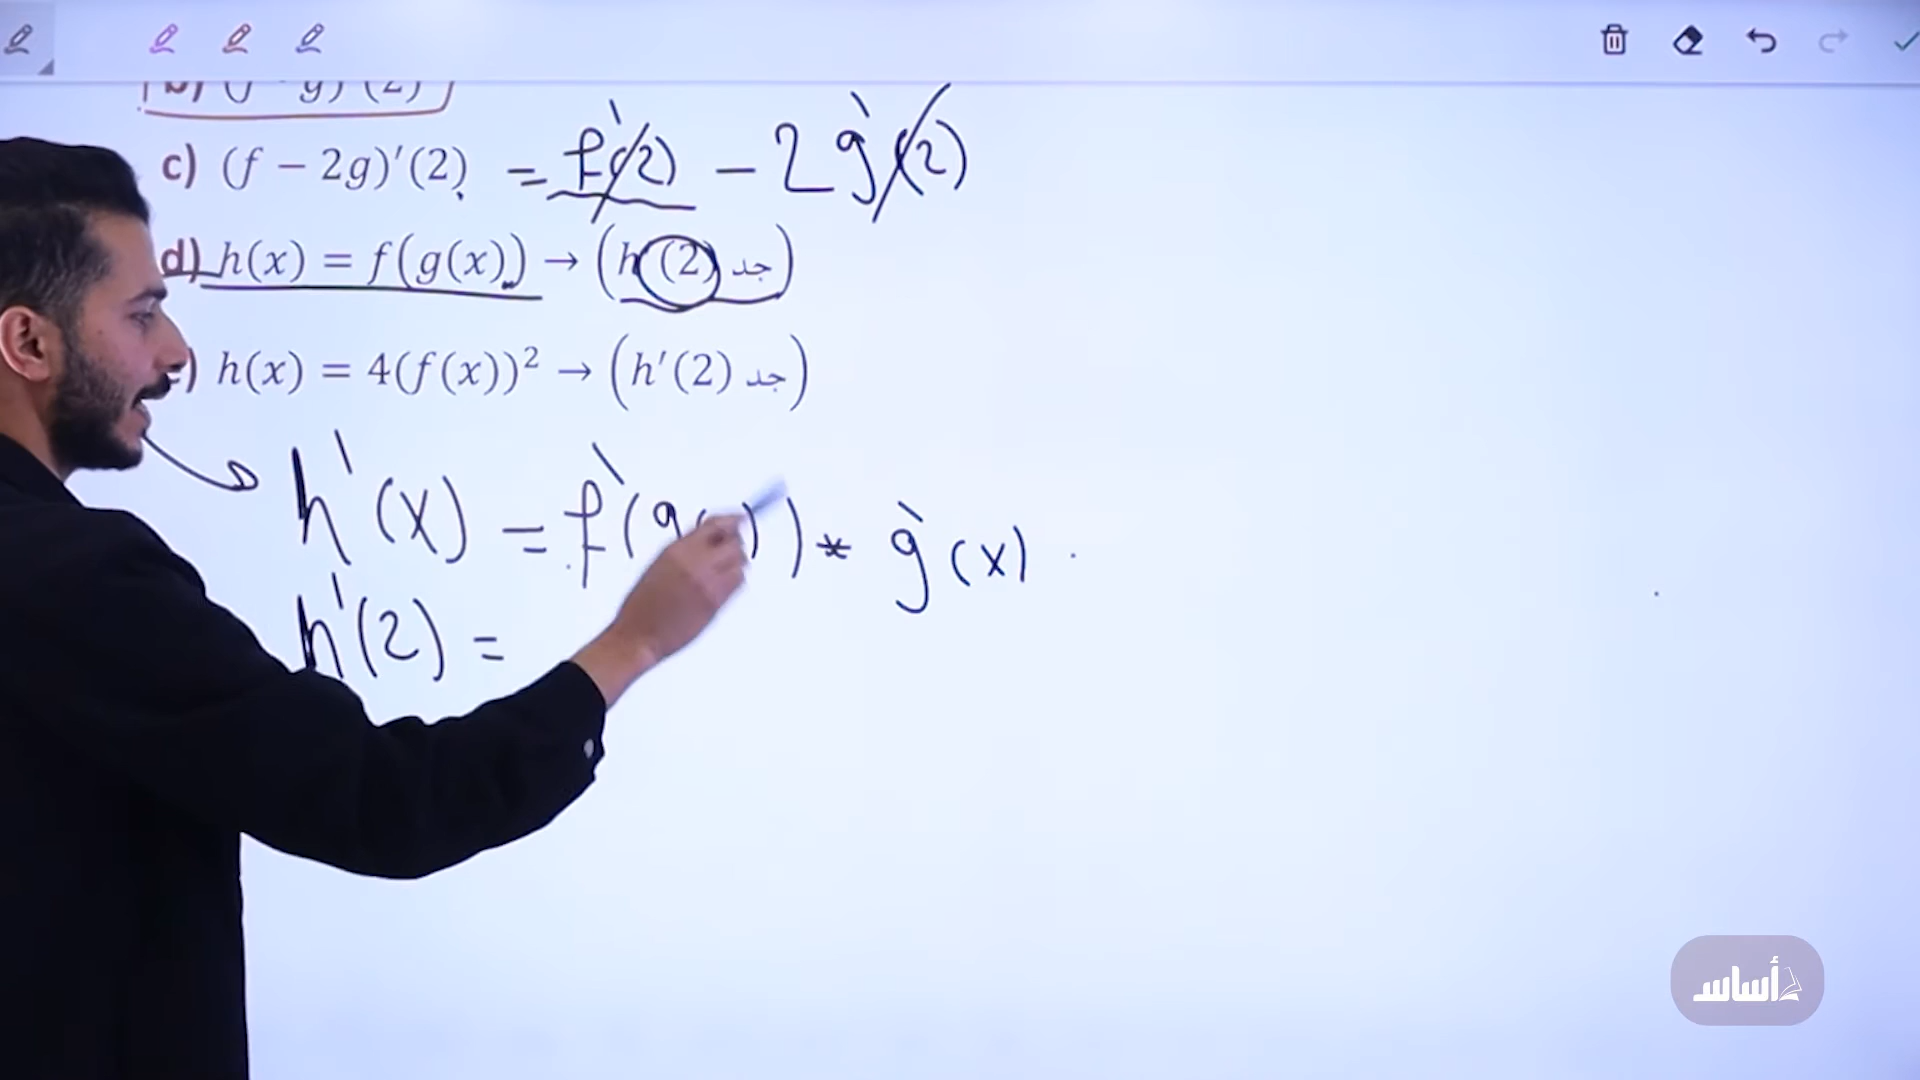 c) (f − 2g)′(2) = f′(2) − 2g′(2)
d) h(x) = f(g(x)) → (h′(2) جد)
h(x) = 4(f(x))² → (h′(2) جد)
h′(x) = f′(g( )) * g′(x)
h′(2) =
أساس